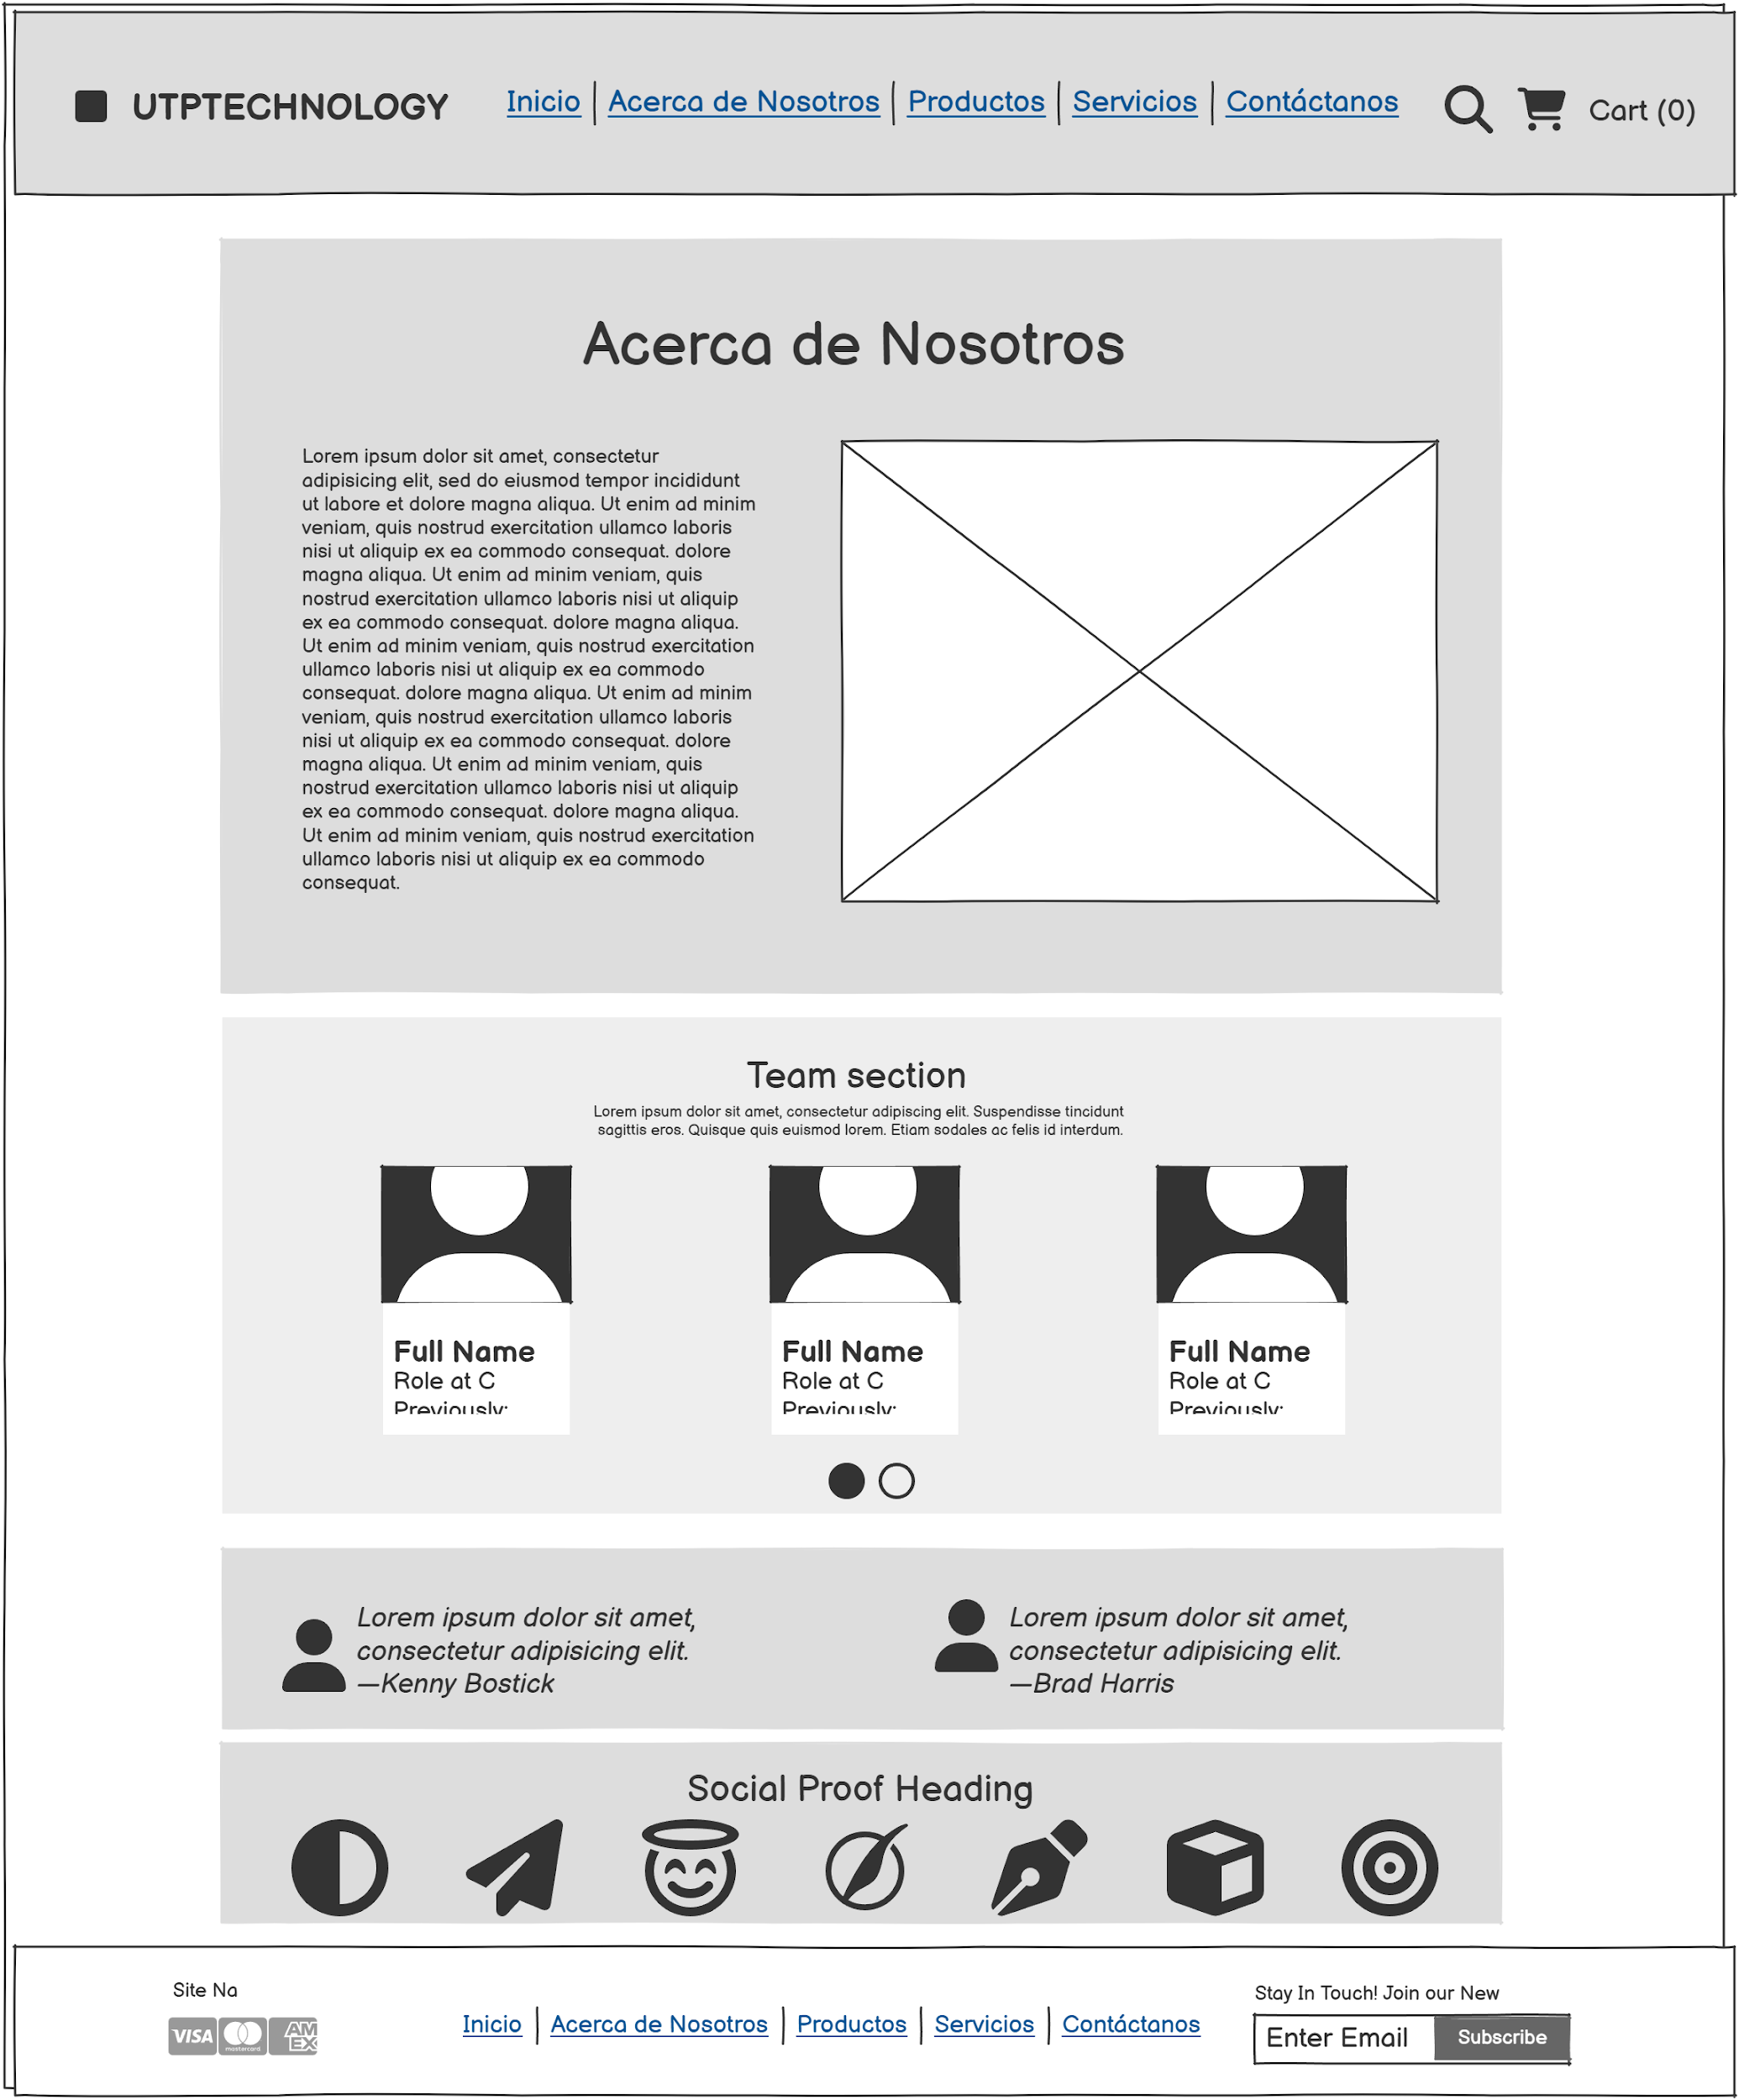 UTPTECHNOLOGY
Inicio Acerca de Nosotros Productos Servicios Contáctanos
Cart (0)
Acerca de Nosotros
Lorem ipsum dolor sit amet, consectetur
adipisicing elit, sed do eiusmod tempor incididunt
ut labore et dolore magna aliqua. Ut enim ad minim
veniam, quis nostrud exercitation ullamco laboris
nisi ut aliquip ex ea commodo consequat. dolore
magna aliqua. Ut enim ad minim veniam, quis
nostrud exercitation ullamco laboris nisi ut aliquip
ex ea commodo consequat. dolore magna aliqua.
Ut enim ad minim veniam, quis nostrud exercitation
ullamco laboris nisi ut aliquip ex ea commodo
consequat. dolore magna aliqua. Ut enim ad minim
veniam, quis nostrud exercitation ullamco laboris
nisi ut aliquip ex ea commodo consequat. dolore
magna aliqua. Ut enim ad minim veniam, quis
nostrud exercitation ullamco laboris nisi ut aliquip
ex ea commodo consequat. dolore magna aliqua.
Ut enim ad minim veniam, quis nostrud exercitation
ullamco laboris nisi ut aliquip ex ea commodo
consequat.
Team section
Lorem ipsum dolor sit amet, consectetur adipiscing elit. Suspendisse tincidunt
sagittis eros. Quisque quis euismod lorem. Etiam sodales ac felis id interdum.
Full Name
Role at C
Previously:
Full Name
Role at C
Previously:
Full Name
Role at C
Previously:
Lorem ipsum dolor sit amet,
consectetur adipisicing elit.
—Kenny Bostick
Lorem ipsum dolor sit amet,
consectetur adipisicing elit.
—Brad Harris
Social Proof Heading
Site Na
VISA
mastercard
AM
EX
Inicio Acerca de Nosotros Productos Servicios Contáctanos
Stay In Touch! Join our New
Enter Email
Subscribe